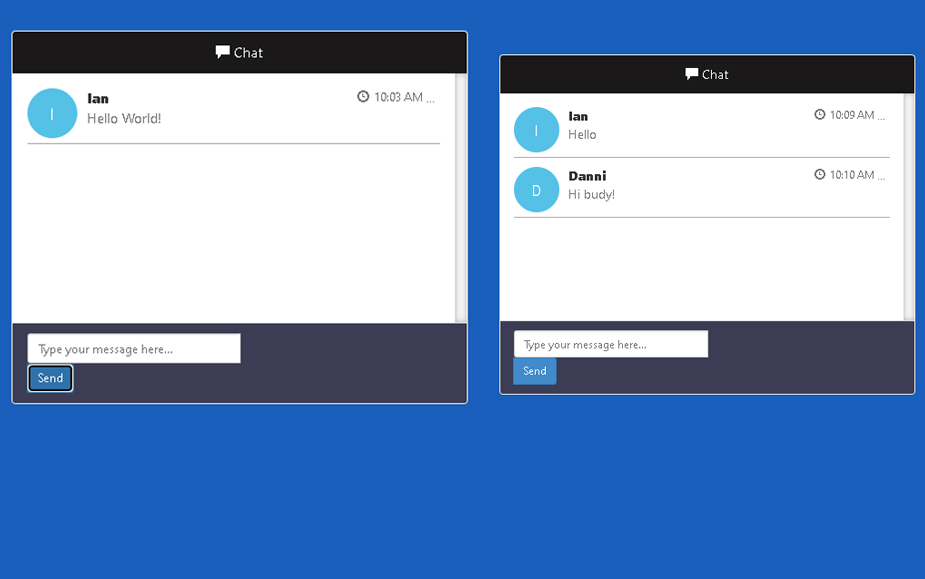 Chat
I
Ian
10:03 AM ...
Hello World!
Type your message here...
Send
Chat
I
Ian
10:09 AM ...
Hello
D
Danni
10:10 AM ...
Hi budy!
Type your message here...
Send